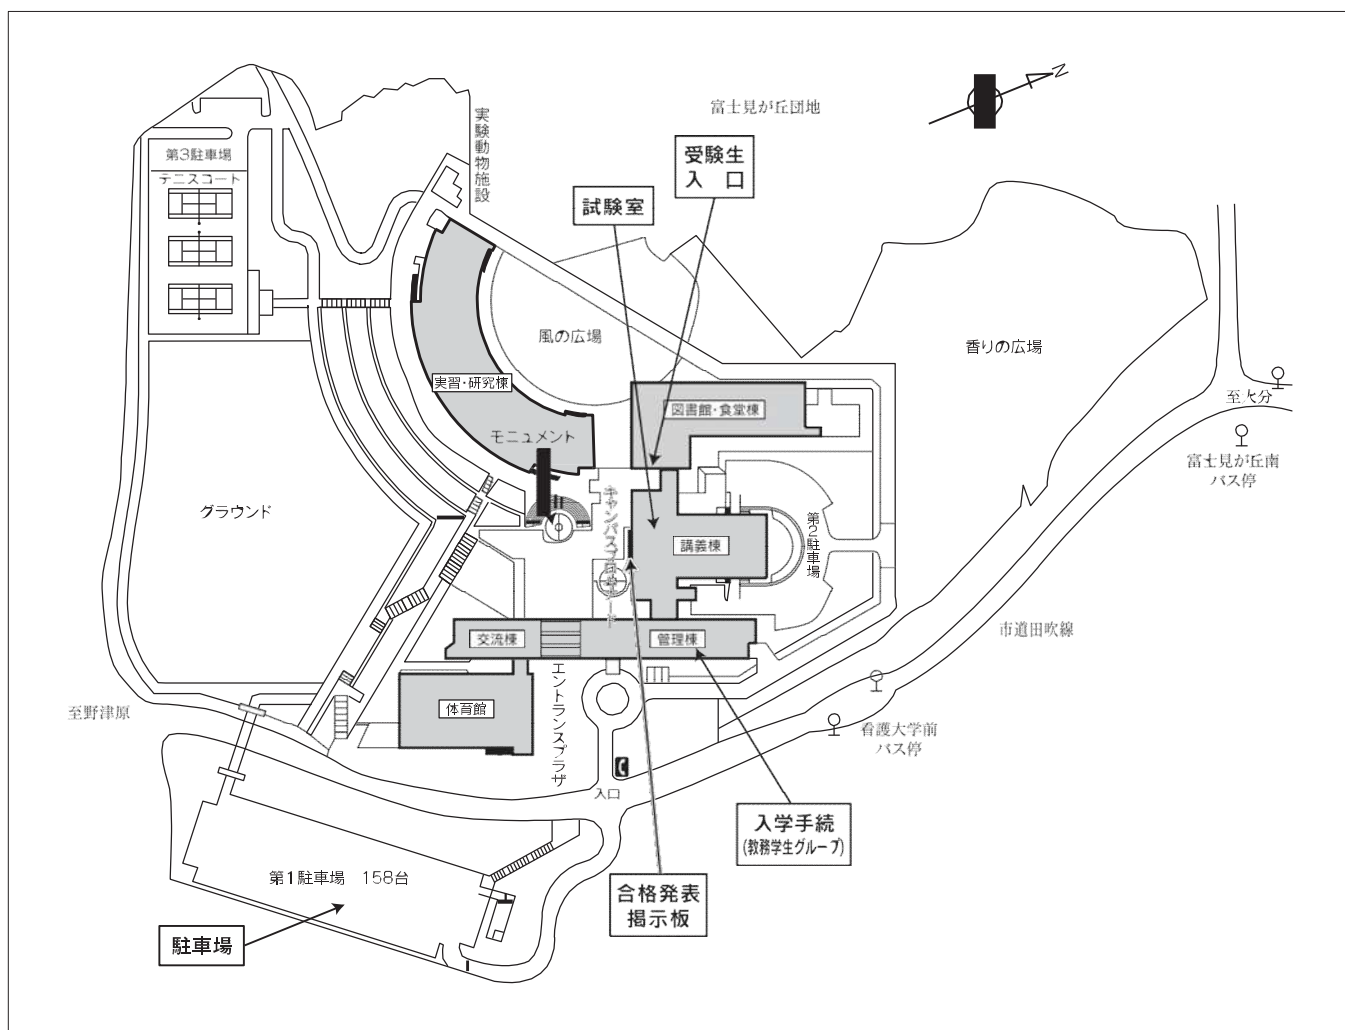 N
富士見が丘団地
実験動物施設
第3駐車場
テニスコート
受験生
入口
試験室
風の広場
香りの広場
実習・研究棟
図書館・食堂棟
至大分
モニュメント
富士見が丘南
バス停
キャンパスプロムナード
グラウンド
講義棟
第2駐車場
交流棟
管理棟
市道田吹線
エントランスプラザ
体育館
至野津原
看護大学前
バス停
入口
入学手続
(教務学生グループ)
第1駐車場 158台
合格発表
掲示板
駐車場